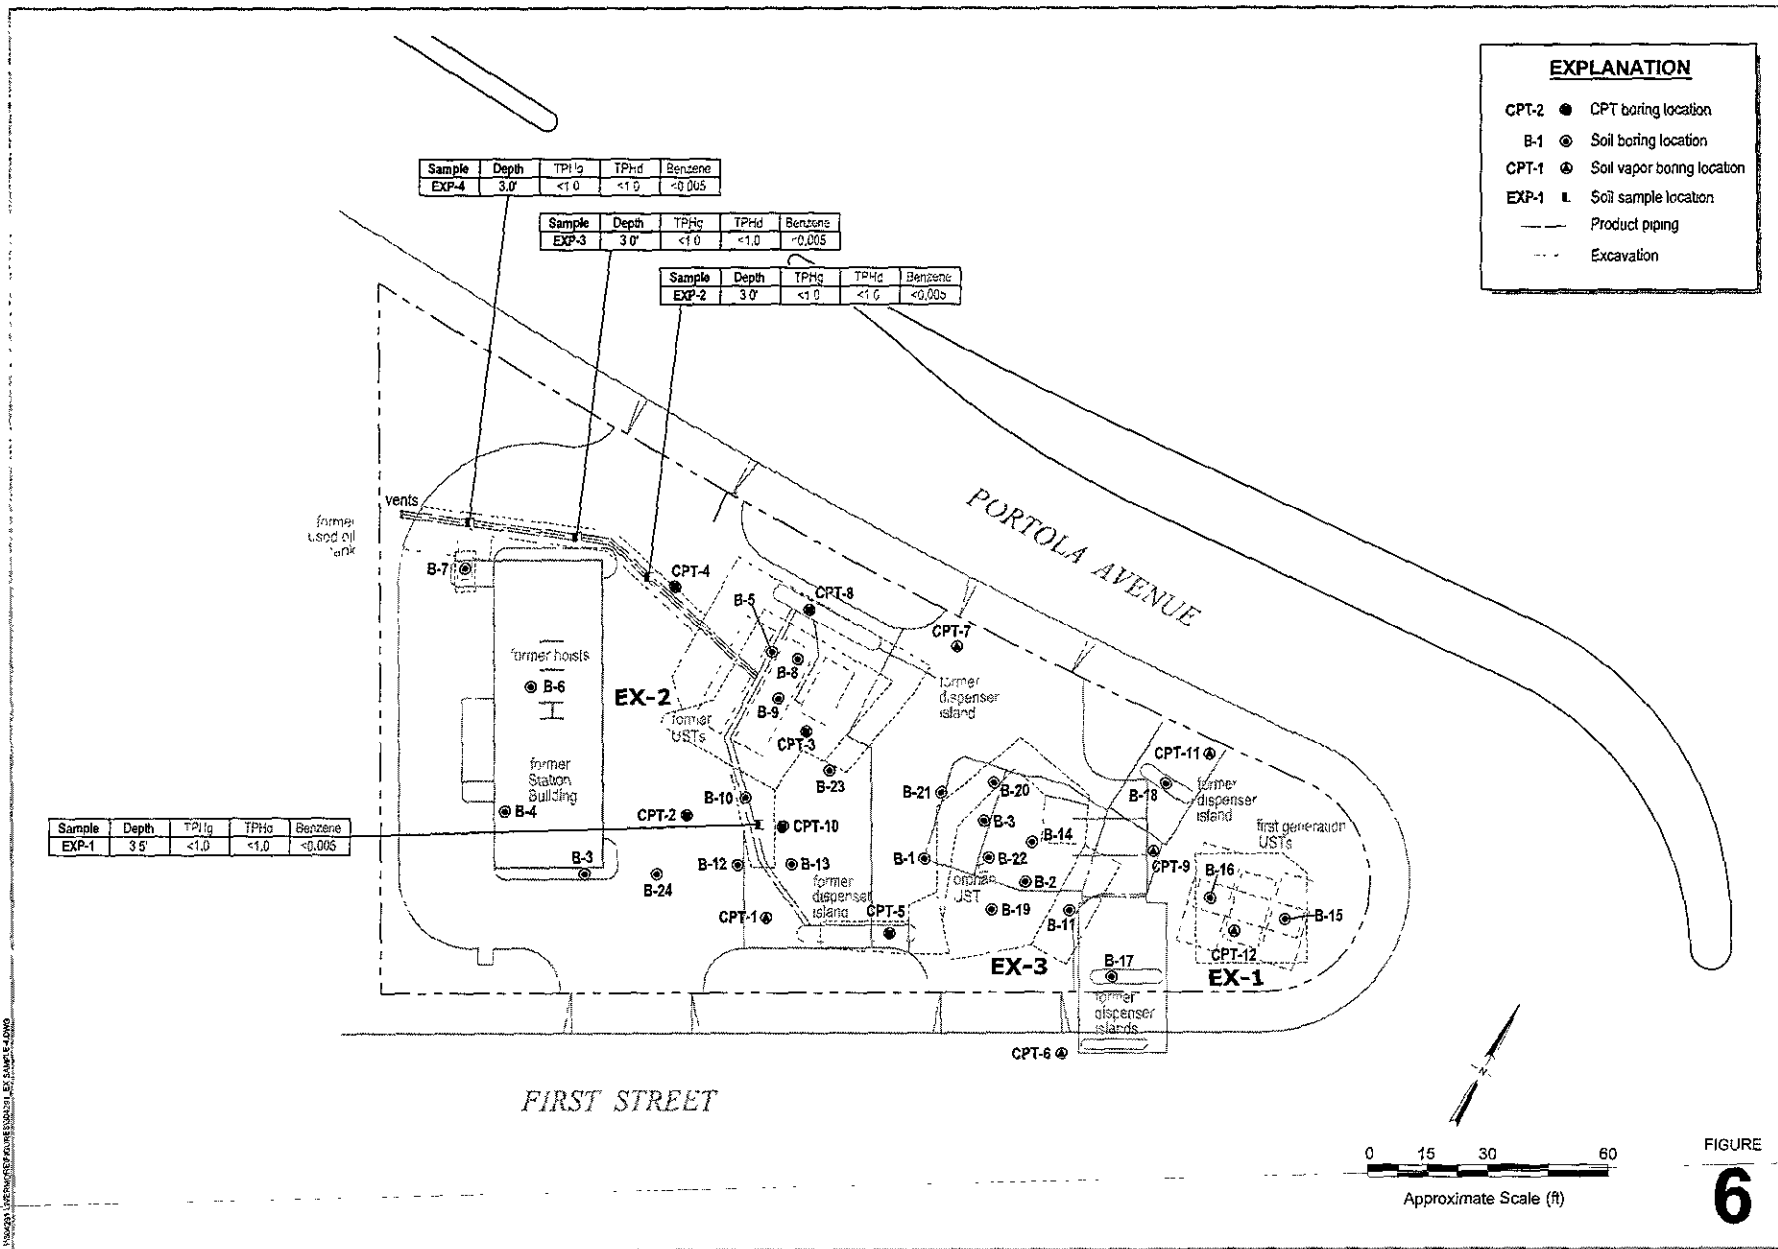 EXPLANATION
CPT-2 CPT boring location
B-1 Soil boring location
CPT-1 Soil vapor boring location
EXP-1 Soil sample location
Product piping
Excavation
Sample Depth TPHg TPHd Benzene
EXP-4 3.0' <1.0 <1.0 <0.005
Sample Depth TPHg TPHd Benzene
EXP-3 3.0' <1.0 <1.0 <0.005
Sample Depth TPHg TPHd Benzene
EXP-2 3.0' <1.0 <1.0 <0.005
PORTOLA AVENUE
vents
former
used oil
tank
B-7
CPT-4
CPT-8
B-5
CPT-7
B-8
former hoists
B-6
EX-2
B-9
former
USTs
former
dispenser
island
CPT-3
CPT-11
former
Station
Building
B-23
B-10
B-21
B-20
B-18
former
dispenser
island
B-4
CPT-2
CPT-10
B-3
B-14
first generation
USTs
Sample Depth TPHg TPHd Benzene
EXP-1 3.5' <1.0 <1.0 <0.005
B-3
B-24
B-12
B-13
B-1
B-22
CPT-9
B-16
former
dispenser
island
orphan
UST
B-2
CPT-1
CPT-5
B-19
B-11
B-15
CPT-12
EX-3
B-17
EX-1
former
dispenser
islands
CPT-6
FIRST STREET
N
0 15 30 60
Approximate Scale (ft)
FIGURE
6